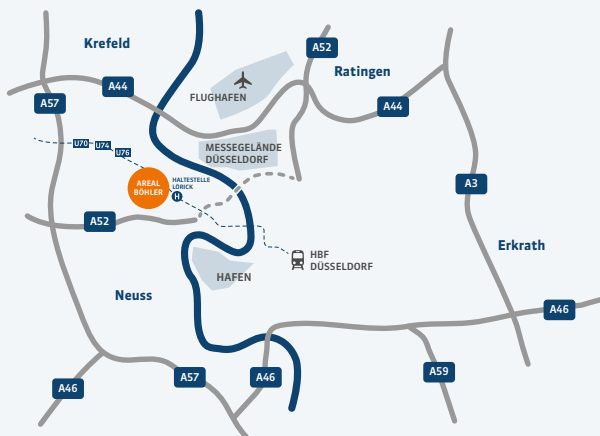 Krefeld
A52
Ratingen
A44
FLUGHAFEN
A57
A44
U70
U74
U76
MESSEGELÄNDE
DÜSSELDORF
AREAL
BÖHLER
HALTESTELLE
LÖRICK
H
A3
A52
Erkrath
HBF
DÜSSELDORF
HAFEN
Neuss
A46
A46
A57
A46
A59